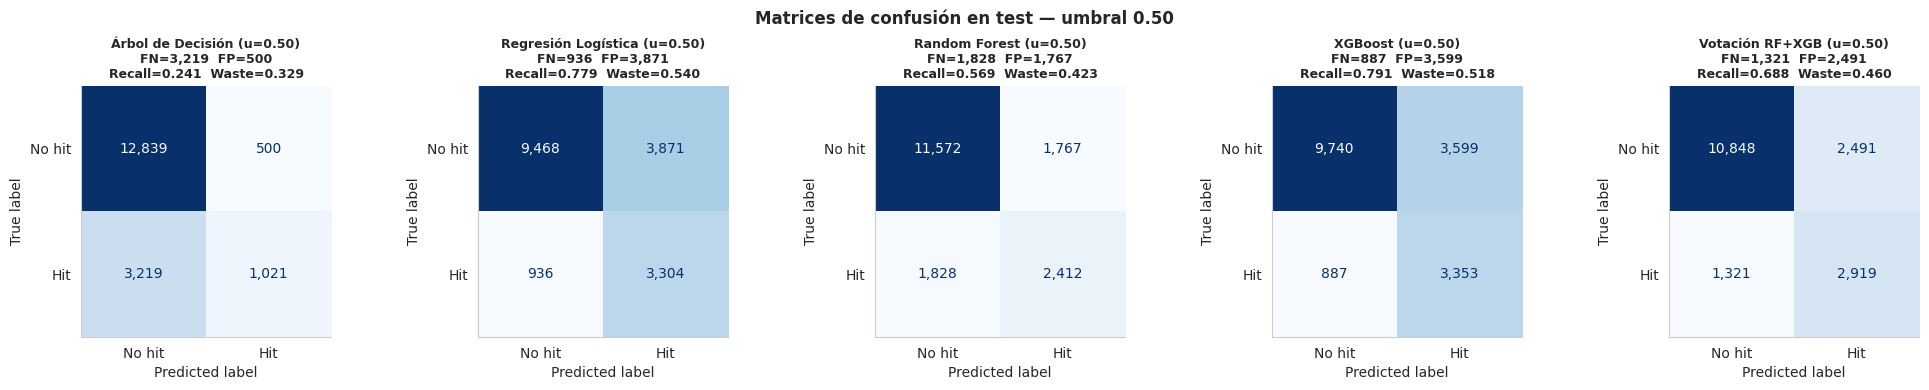 Matrices de confusión en test — umbral 0.50
Árbol de Decisión (u=0.50)
FN=3,219 FP=500
Recall=0.241 Waste=0.329
No hit
12,839
500
Hit
3,219
1,021
True label
No hit
Hit
Predicted label
Regresión Logística (u=0.50)
FN=936 FP=3,871
Recall=0.779 Waste=0.540
No hit
9,468
3,871
Hit
936
3,304
True label
No hit
Hit
Predicted label
Random Forest (u=0.50)
FN=1,828 FP=1,767
Recall=0.569 Waste=0.423
No hit
11,572
1,767
Hit
1,828
2,412
True label
No hit
Hit
Predicted label
XGBoost (u=0.50)
FN=887 FP=3,599
Recall=0.791 Waste=0.518
No hit
9,740
3,599
Hit
887
3,353
True label
No hit
Hit
Predicted label
Votación RF+XGB (u=0.50)
FN=1,321 FP=2,491
Recall=0.688 Waste=0.460
No hit
10,848
2,491
Hit
1,321
2,919
True label
No hit
Hit
Predicted label